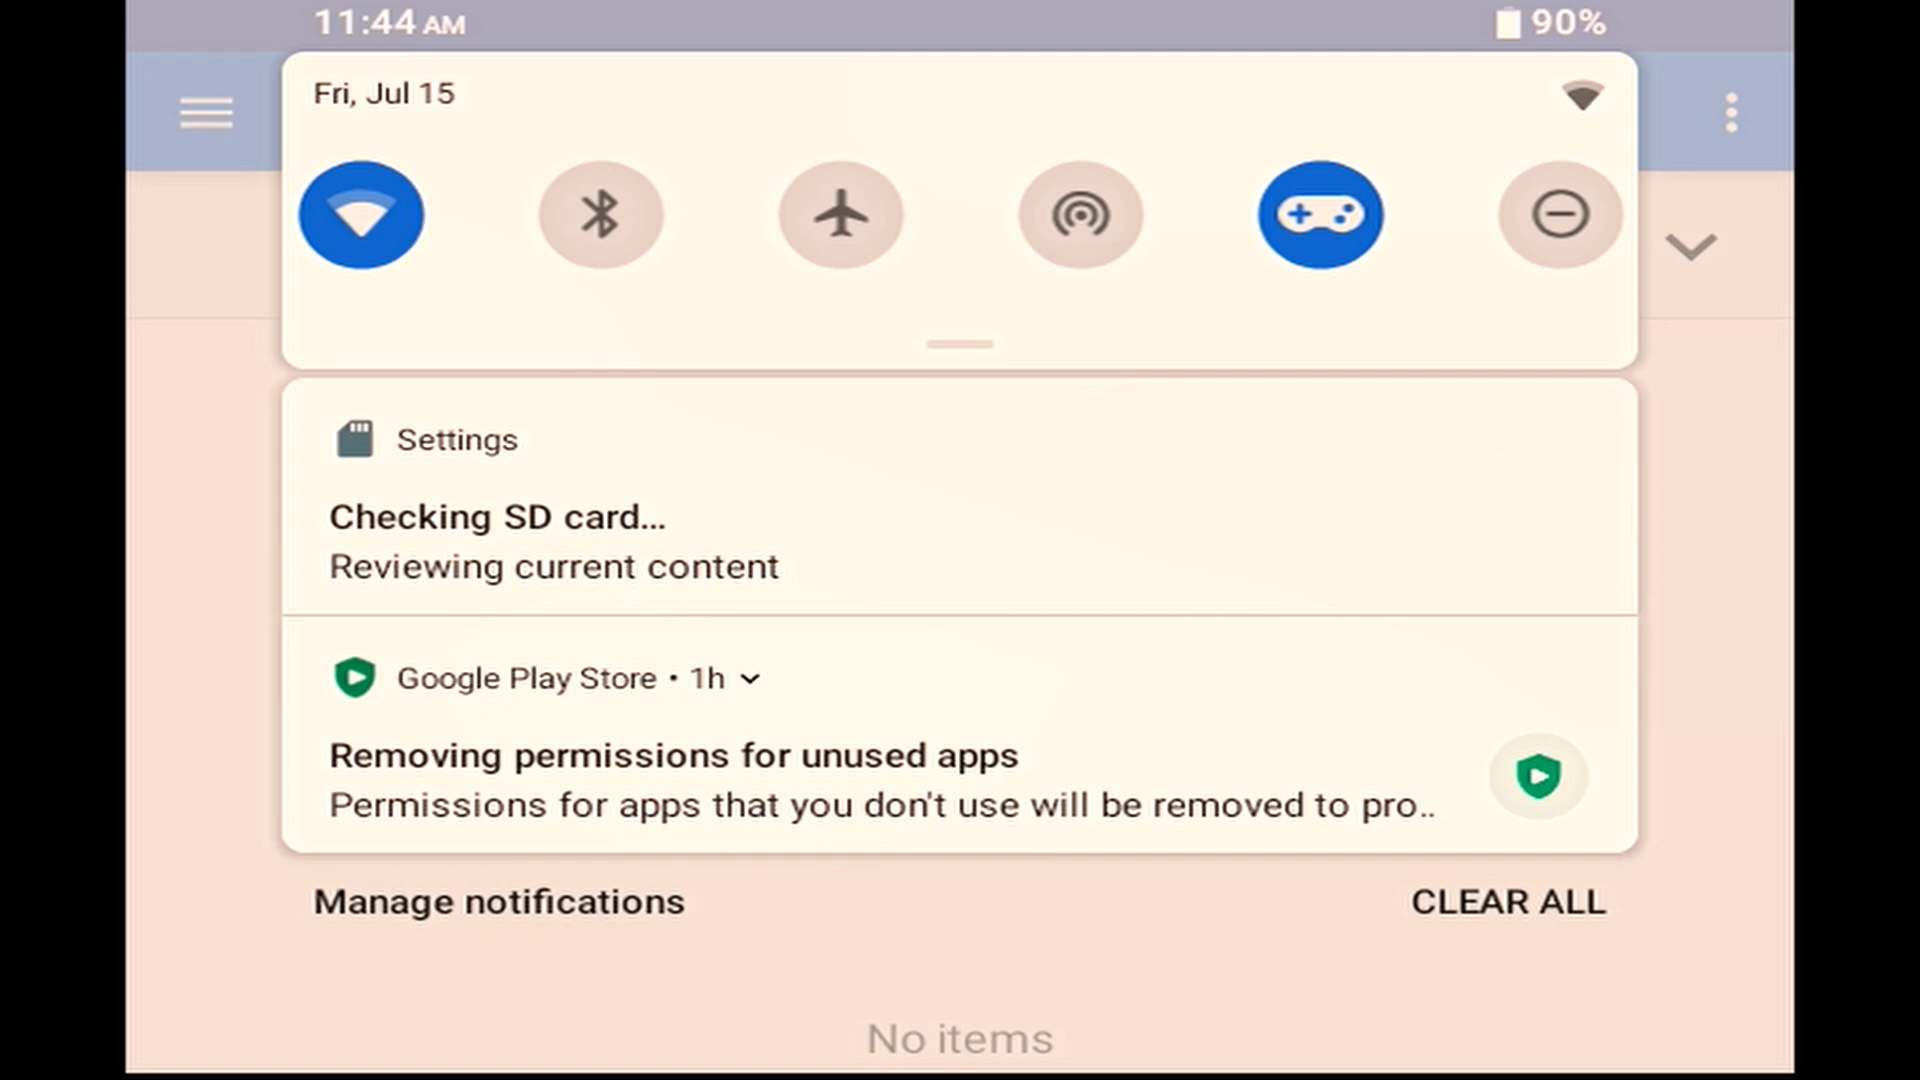 11:44 AM
90%
Fri, Jul 15
Settings
Checking SD card...
Reviewing current content
Google Play Store • 1h
Removing permissions for unused apps
Permissions for apps that you don't use will be removed to pro..
Manage notifications
CLEAR ALL
No items